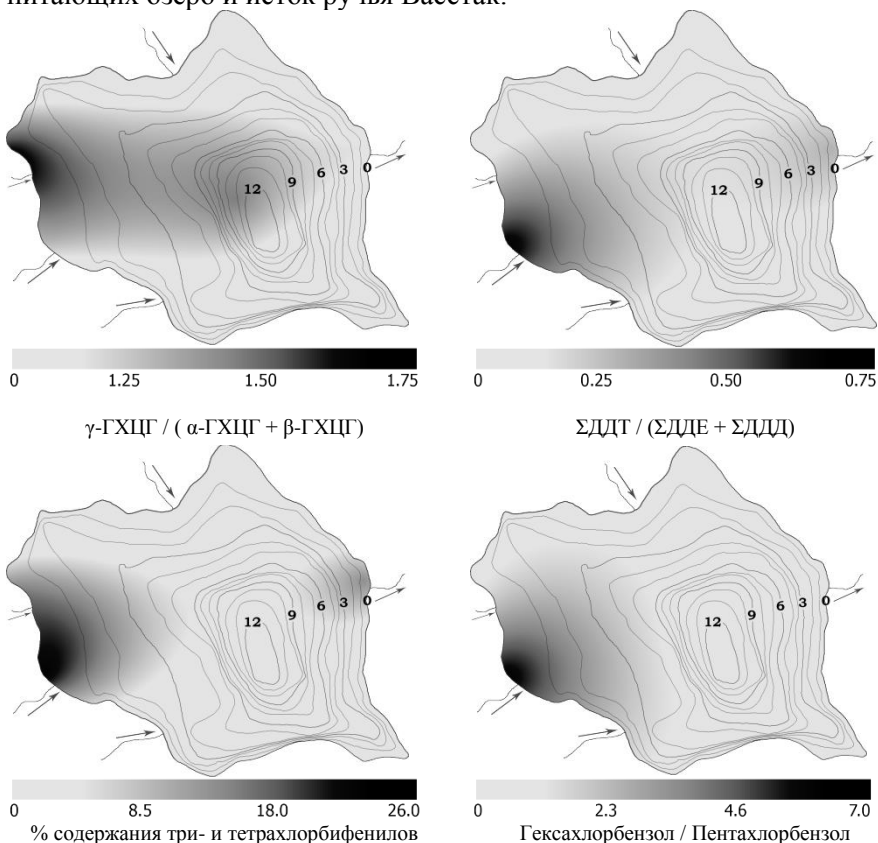 питающих озеро и исток ручья
12 9 6 3 0
12 9 6 3 0
0 1.25 1.50 1.75
0 0.25 0.50 0.75
γ-ГХЦГ / ( α-ГХЦГ + β-ГХЦГ)
ΣДДТ / (ΣДДЕ + ΣДДД)
12 9 6 3 0
12 9 6 3 0
0 8.5 18.0 26.0
0 2.3 4.6 7.0
% содержания три- и тетрахлорбифенилов
Гексахлорбензол / Пентахлорбензол